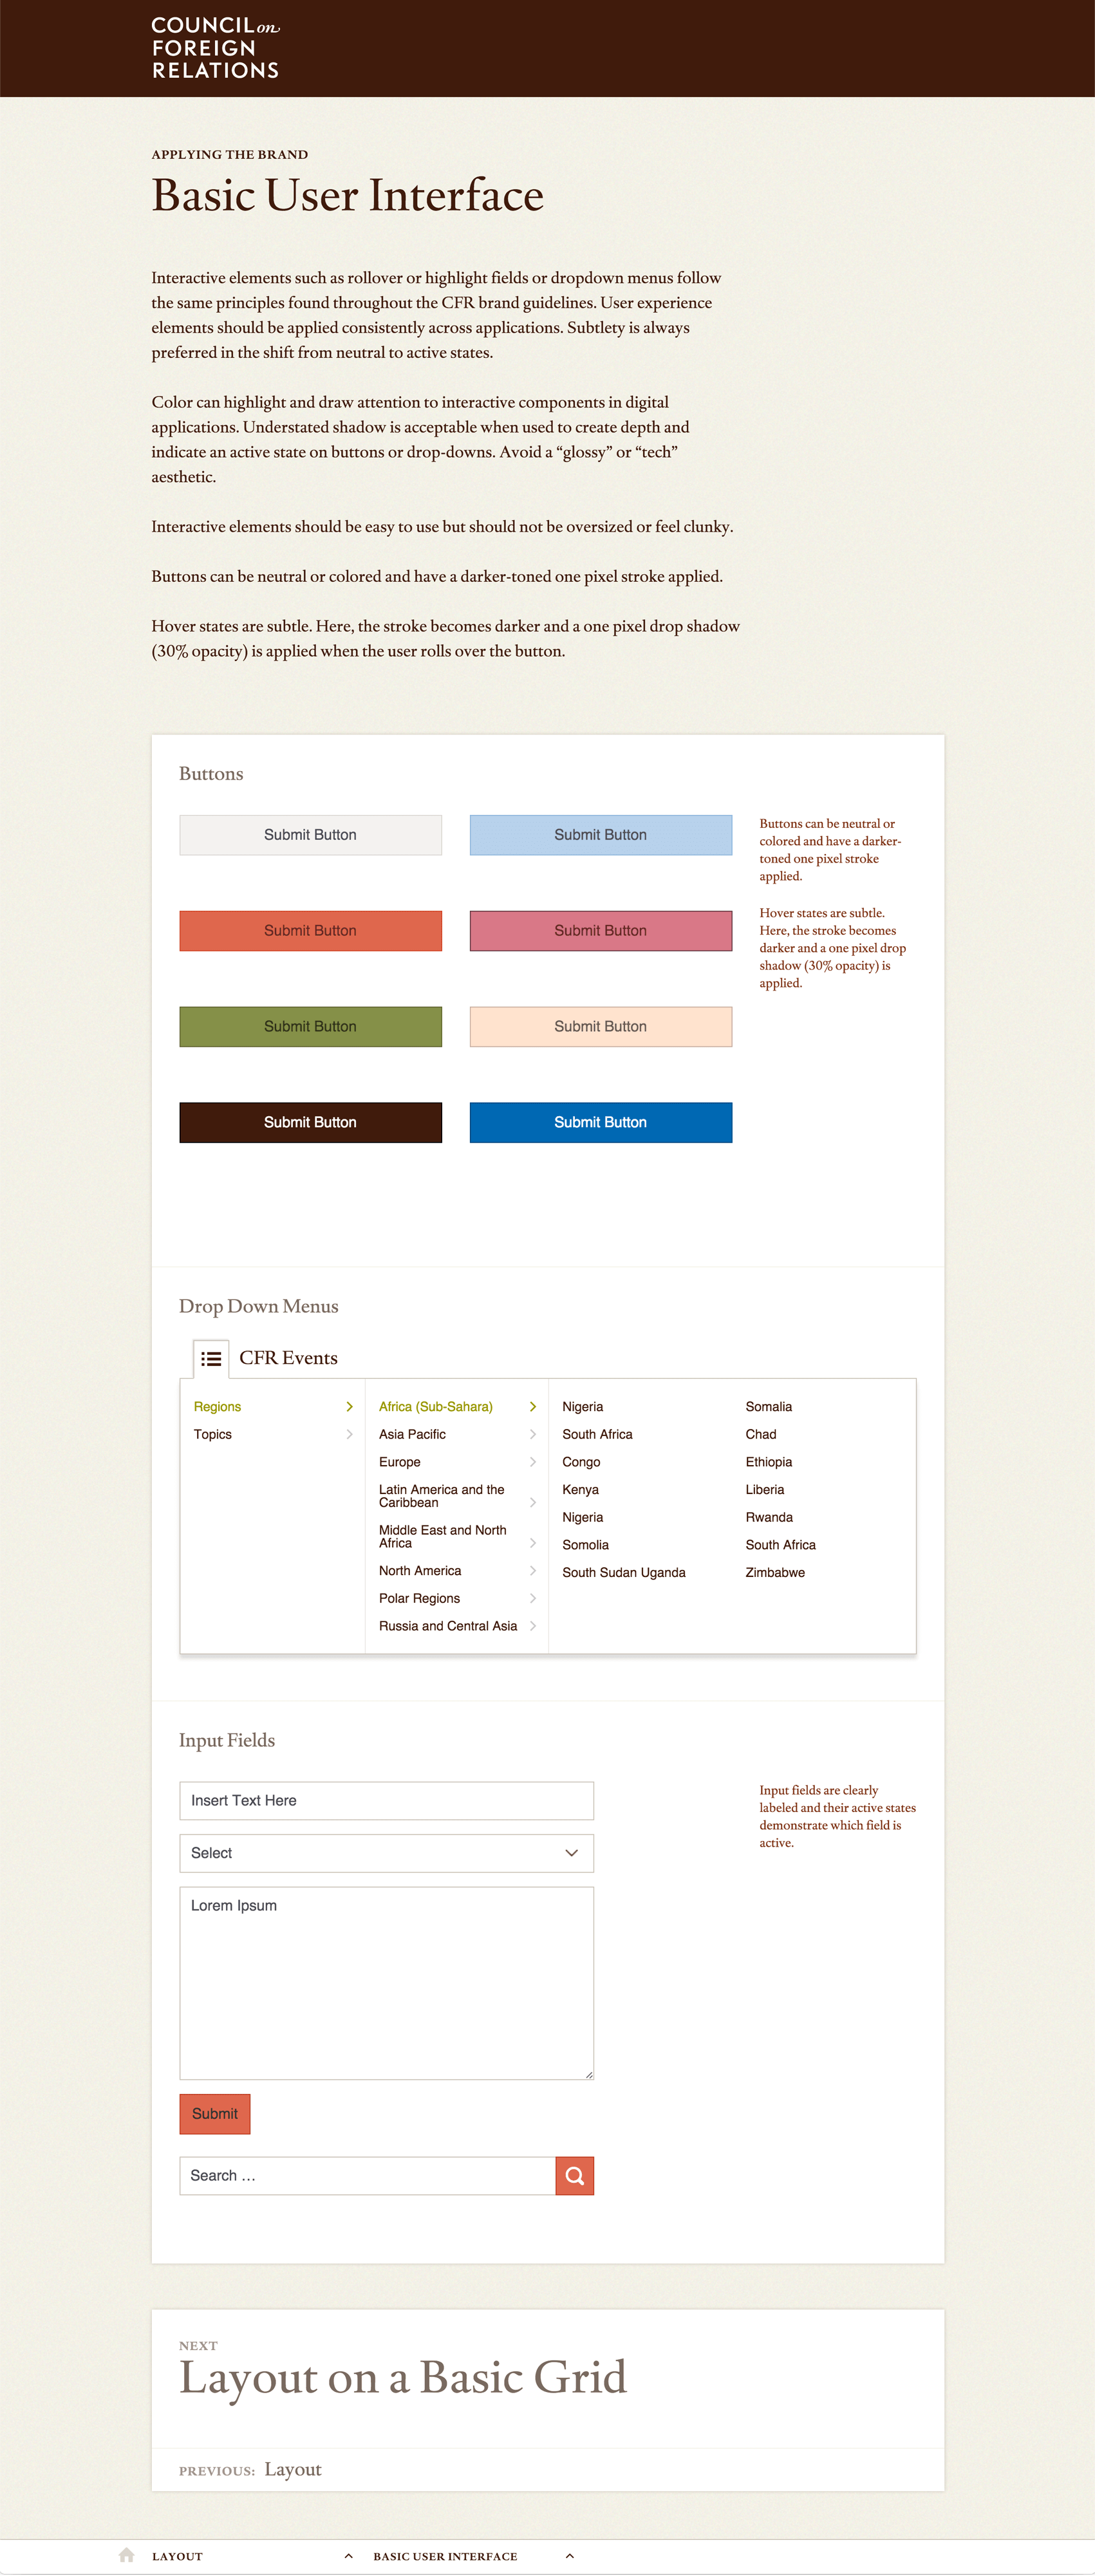 COUNCIL on
FOREIGN
RELATIONS
APPLYING THE BRAND
Basic User Interface
Interactive elements such as rollover or highlight fields or dropdown menus follow
the same principles found throughout the CFR brand guidelines. User experience
elements should be applied consistently across applications. Subtlety is always
preferred in the shift from neutral to active states.
Color can highlight and draw attention to interactive components in digital
applications. Understated shadow is acceptable when used to create depth and
indicate an active state on buttons or drop-downs. Avoid a “glossy” or “tech”
aesthetic.
Interactive elements should be easy to use but should not be oversized or feel clunky.
Buttons can be neutral or colored and have a darker-toned one pixel stroke applied.
Hover states are subtle. Here, the stroke becomes darker and a one pixel drop shadow
(30% opacity) is applied when the user rolls over the button.
Buttons
Submit Button
Submit Button
Submit Button
Submit Button
Submit Button
Submit Button
Submit Button
Submit Button
Buttons can be neutral or
colored and have a darker-
toned one pixel stroke
applied.
Hover states are subtle.
Here, the stroke becomes
darker and a one pixel drop
shadow (30% opacity) is
applied.
Drop Down Menus
CFR Events
Regions
Topics
Africa (Sub-Sahara)
Asia Pacific
Europe
Latin America and the
Caribbean
Middle East and North
Africa
North America
Polar Regions
Russia and Central Asia
Nigeria
South Africa
Congo
Kenya
Nigeria
Somolia
South Sudan Uganda
Somalia
Chad
Ethiopia
Liberia
Rwanda
South Africa
Zimbabwe
Input Fields
Insert Text Here
Select
Lorem Ipsum
Submit
Search ...
Input fields are clearly
labeled and their active states
demonstrate which field is
active.
NEXT
Layout on a Basic Grid
PREVIOUS: Layout
LAYOUT
BASIC USER INTERFACE